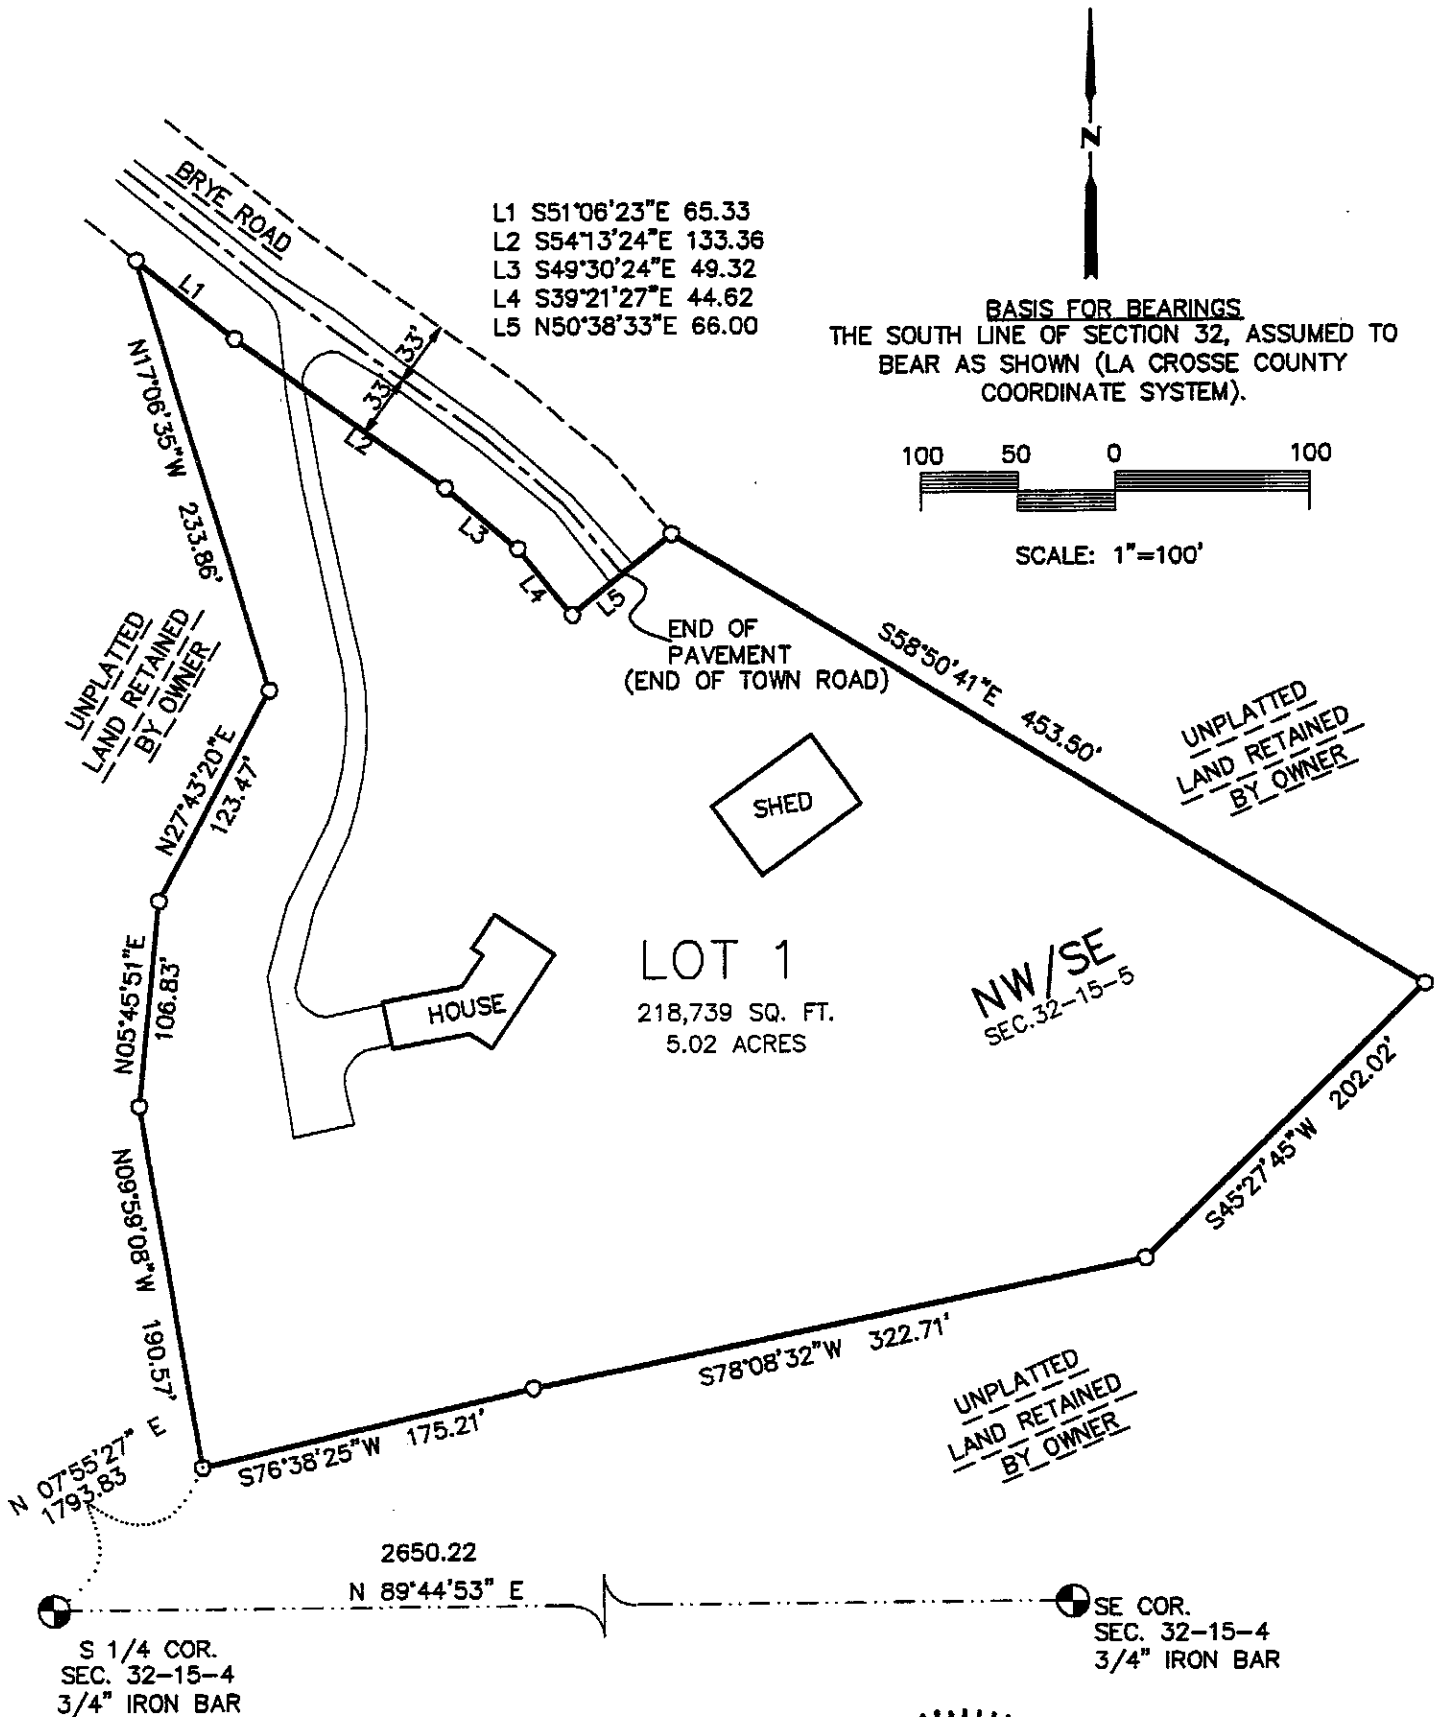 N
BRYE ROAD
L1 S51°06'23"E 65.33
L2 S54°13'24"E 133.36
L3 S49°30'24"E 49.32
L4 S39°21'27"E 44.62
L5 N50°38'33"E 66.00
BASIS FOR BEARINGS
THE SOUTH LINE OF SECTION 32, ASSUMED TO
BEAR AS SHOWN (LA CROSSE COUNTY
COORDINATE SYSTEM).
100 50 0 100
SCALE: 1"=100'
L1
33'
33'
L2
L3
L4
L5
N17°06'35"W 233.86'
END OF
PAVEMENT
(END OF TOWN ROAD)
S58°50'41"E 453.50'
UNPLATTED
LAND RETAINED
BY OWNER
UNPLATTED
LAND RETAINED
BY OWNER
N27°43'20"E
123.47'
SHED
N05°45'51"E
106.83'
HOUSE
LOT 1
218,739 SQ. FT.
5.02 ACRES
NW/SE
SEC.32-15-5
S45°27'45"W 202.02'
N09°59'08"W 190.57'
S78°08'32"W 322.71'
S76°38'25"W 175.21'
UNPLATTED
LAND RETAINED
BY OWNER
N 07°55'27" E
1793.83
2650.22
N 89°44'53" E
S 1/4 COR.
SEC. 32-15-4
3/4" IRON BAR
SE COR.
SEC. 32-15-4
3/4" IRON BAR